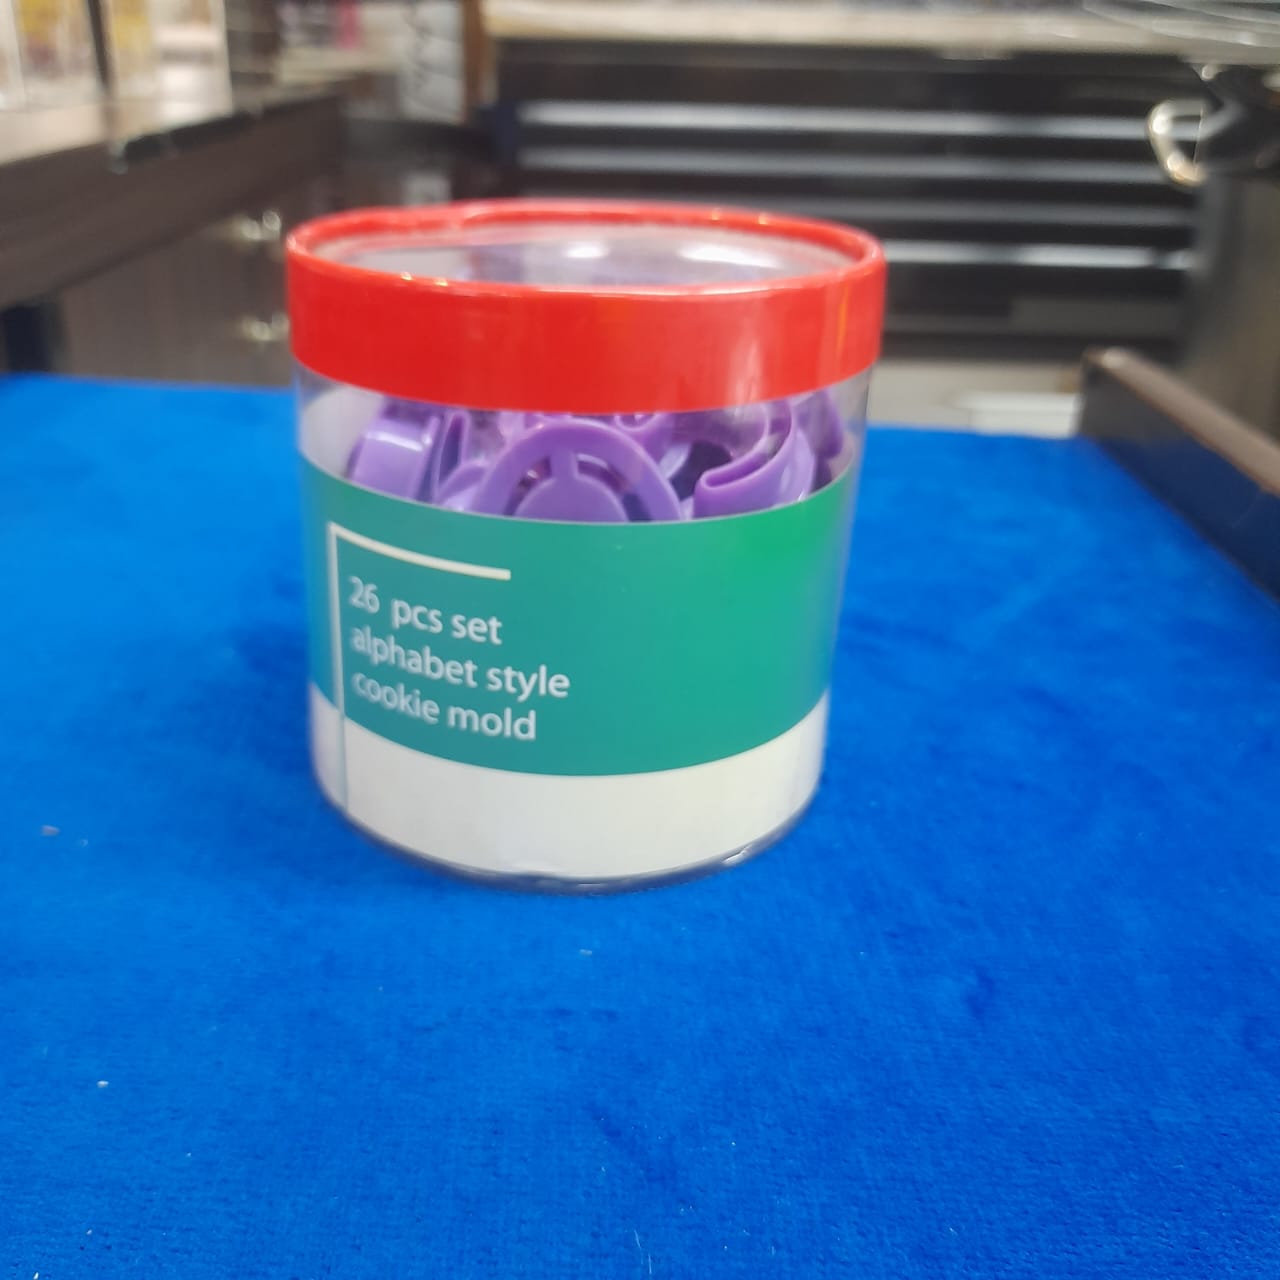 26 pcs set
alphabet style
cookie mold